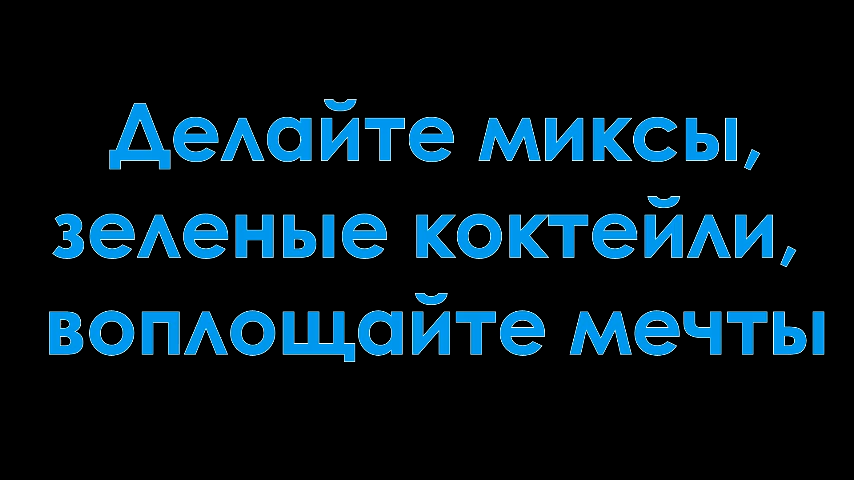 Делайте миксы,
зеленые коктейли,
воплощайте мечты